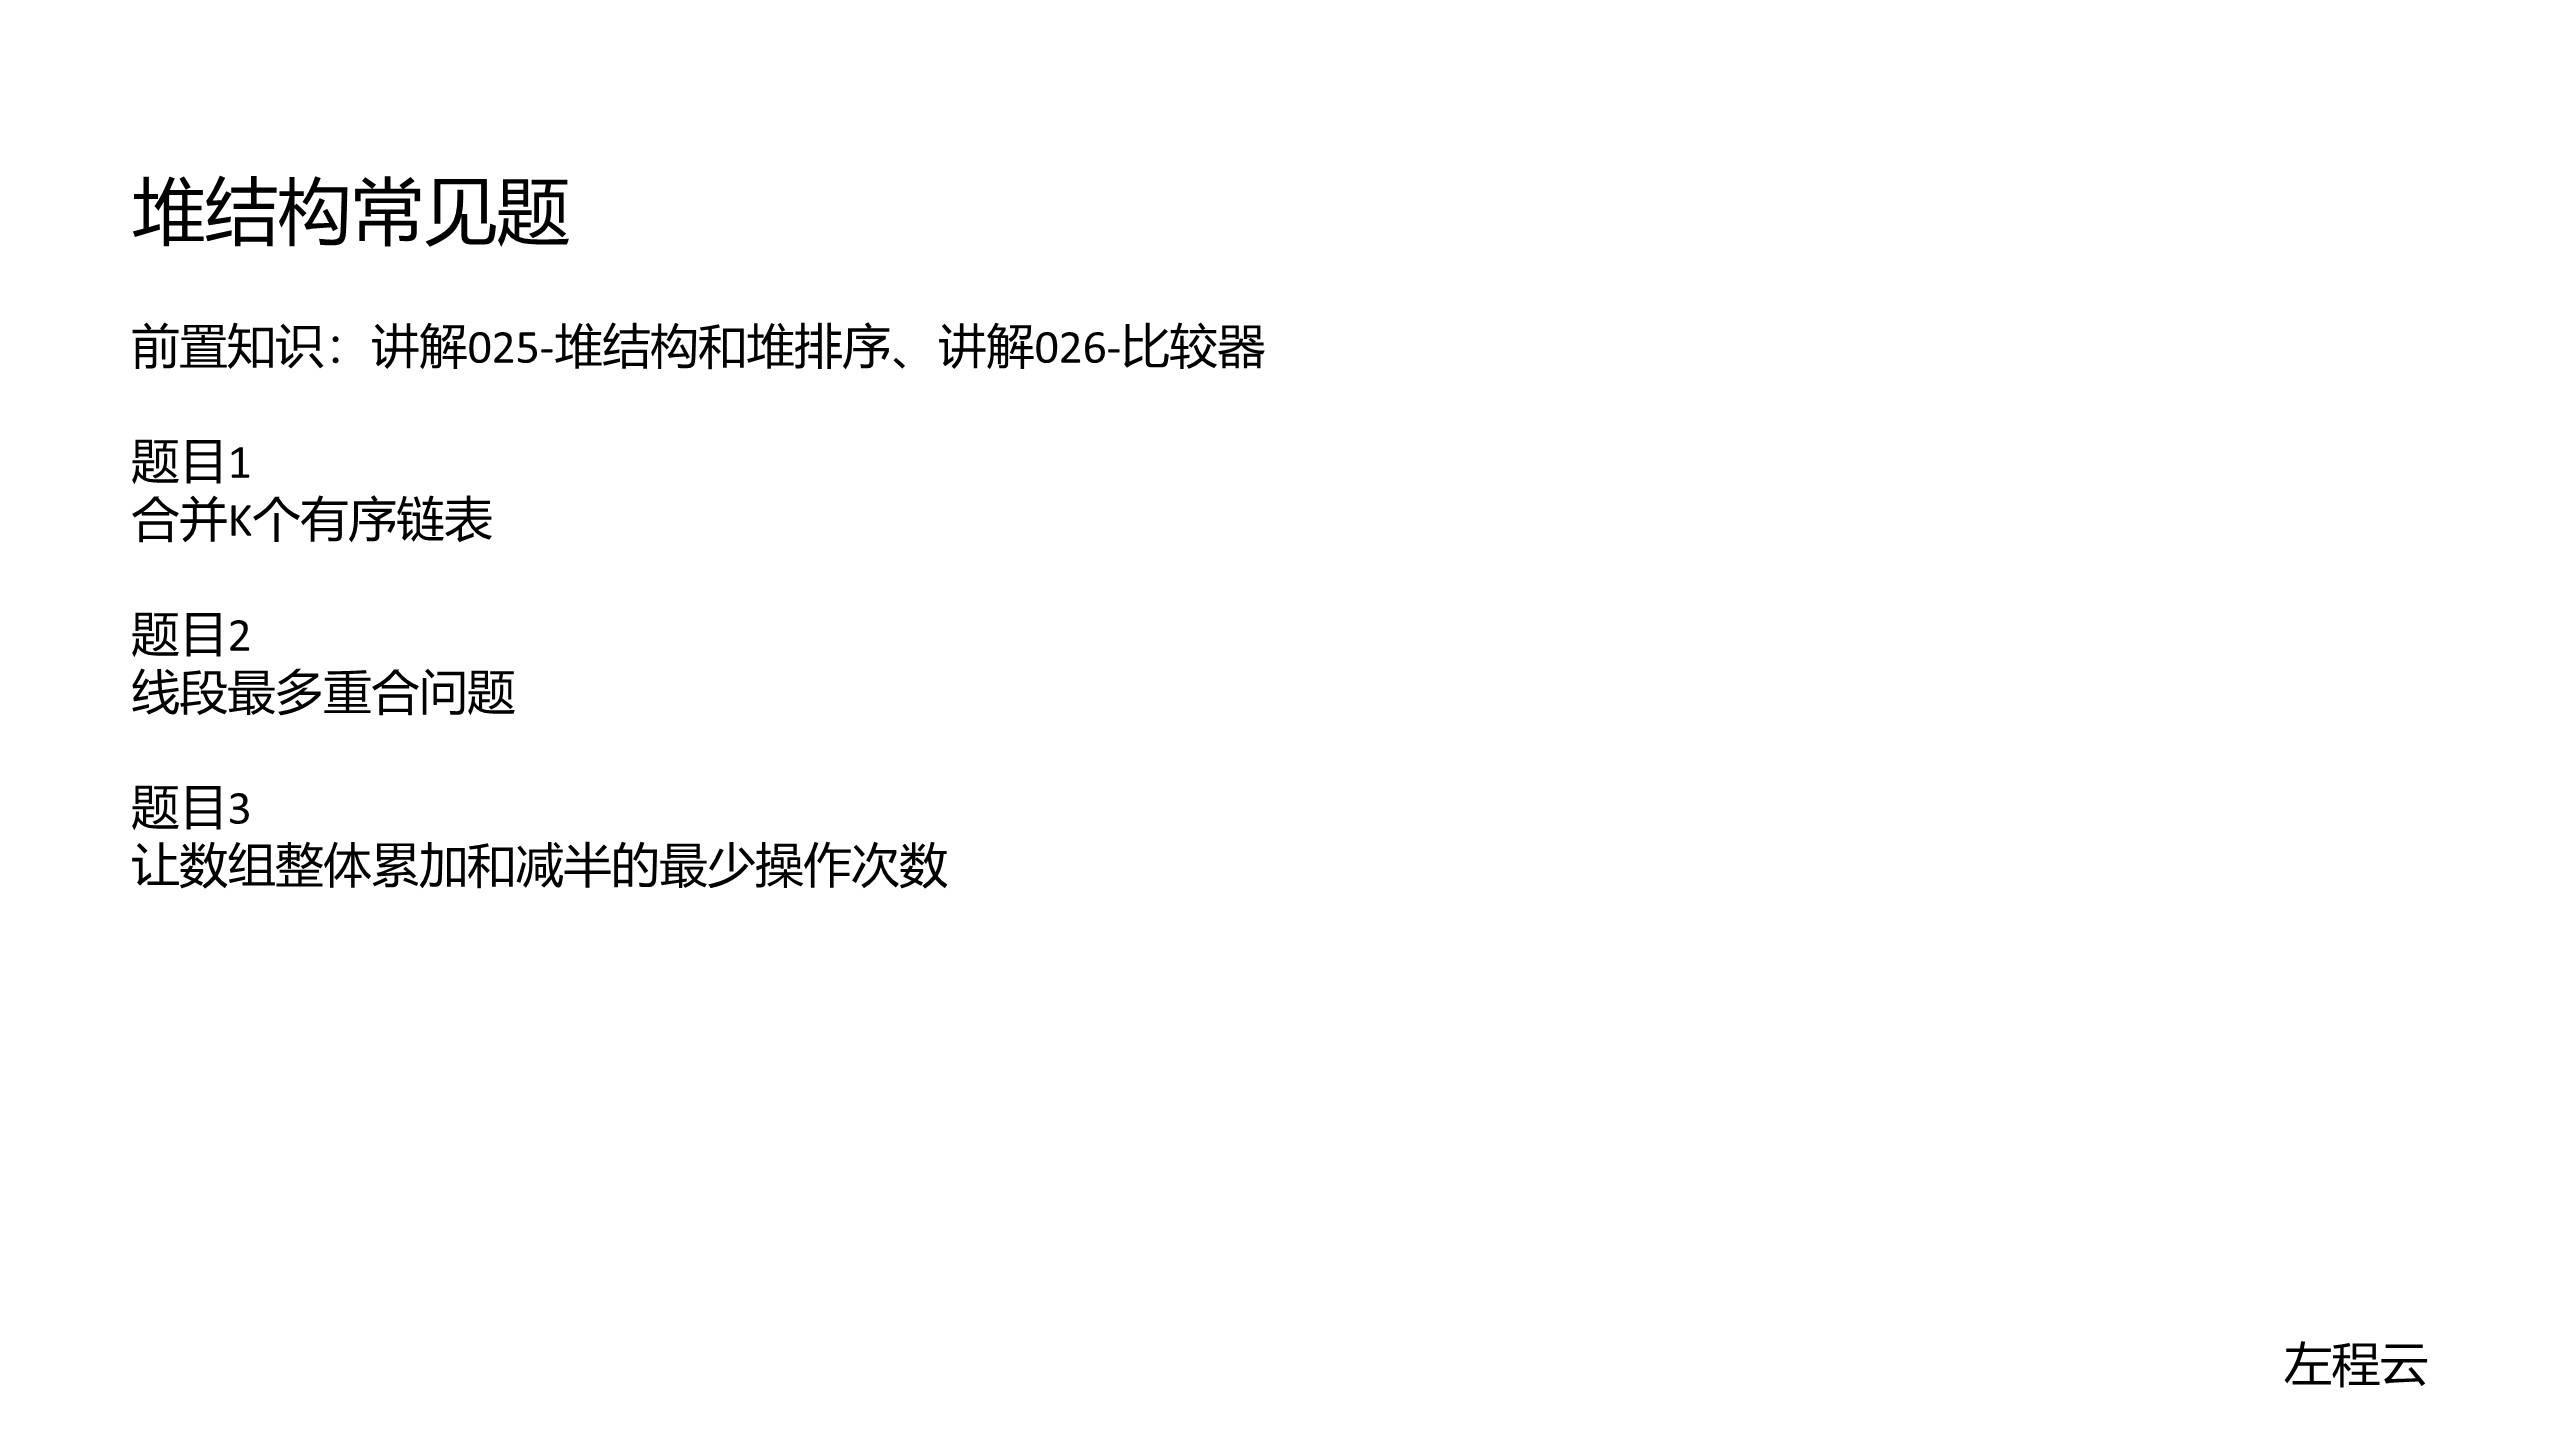 堆结构常见题
前置知识：讲解025-堆结构和堆排序、讲解026-比较器
题目1
合并K个有序链表
题目2
线段最多重合问题
题目3
让数组整体累加和减半的最少操作次数
左程云